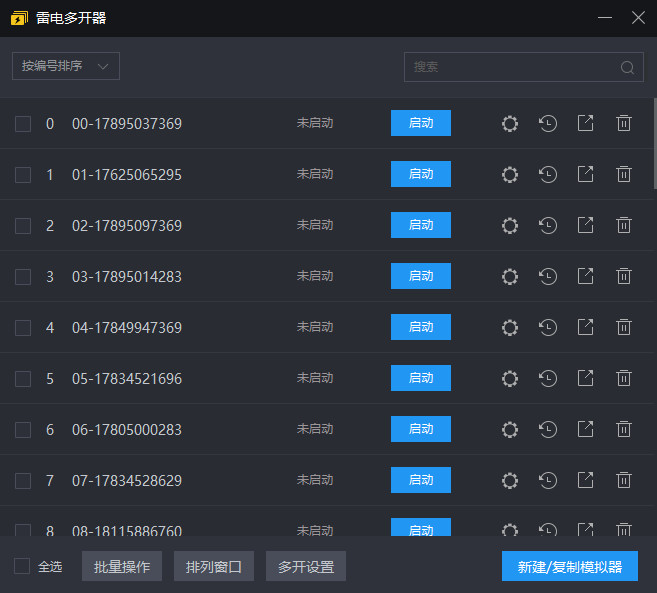 雷电多开器
按编号排序 搜索
0 00-17895037369 未启动 启动
1 01-17625065295 未启动 启动
2 02-17895097369 未启动 启动
3 03-17895014283 未启动 启动
4 04-17849947369 未启动 启动
5 05-17834521696 未启动 启动
6 06-17805000283 未启动 启动
7 07-17834528629 未启动 启动
8 08-18115886760 未启动 启动
全选 批量操作 排列窗口 多开设置 新建/复制模拟器